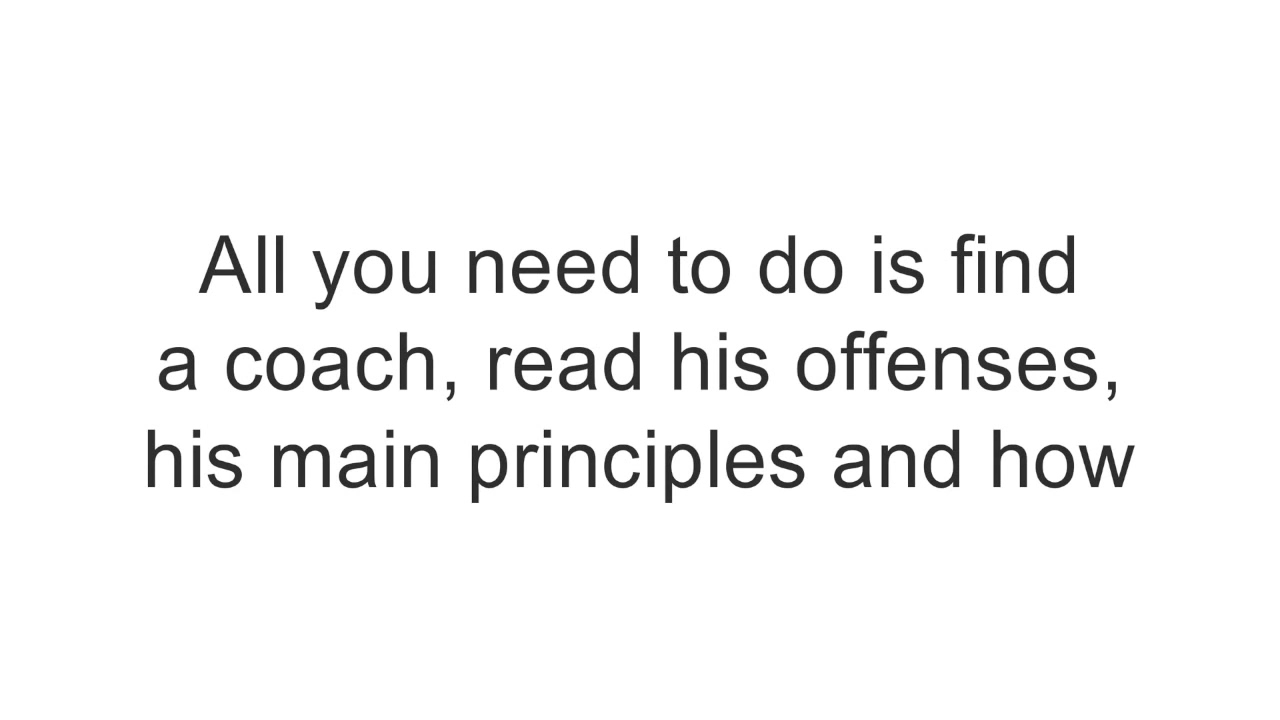 All you need to do is find
a coach, read his offenses,
his main principles and how